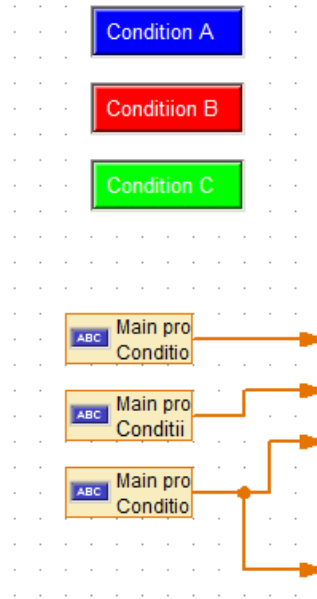 Condition A
Conditiion B
Condition C
ABC
Main pro
Conditio
ABC
Main pro
Conditii
ABC
Main pro
Conditio